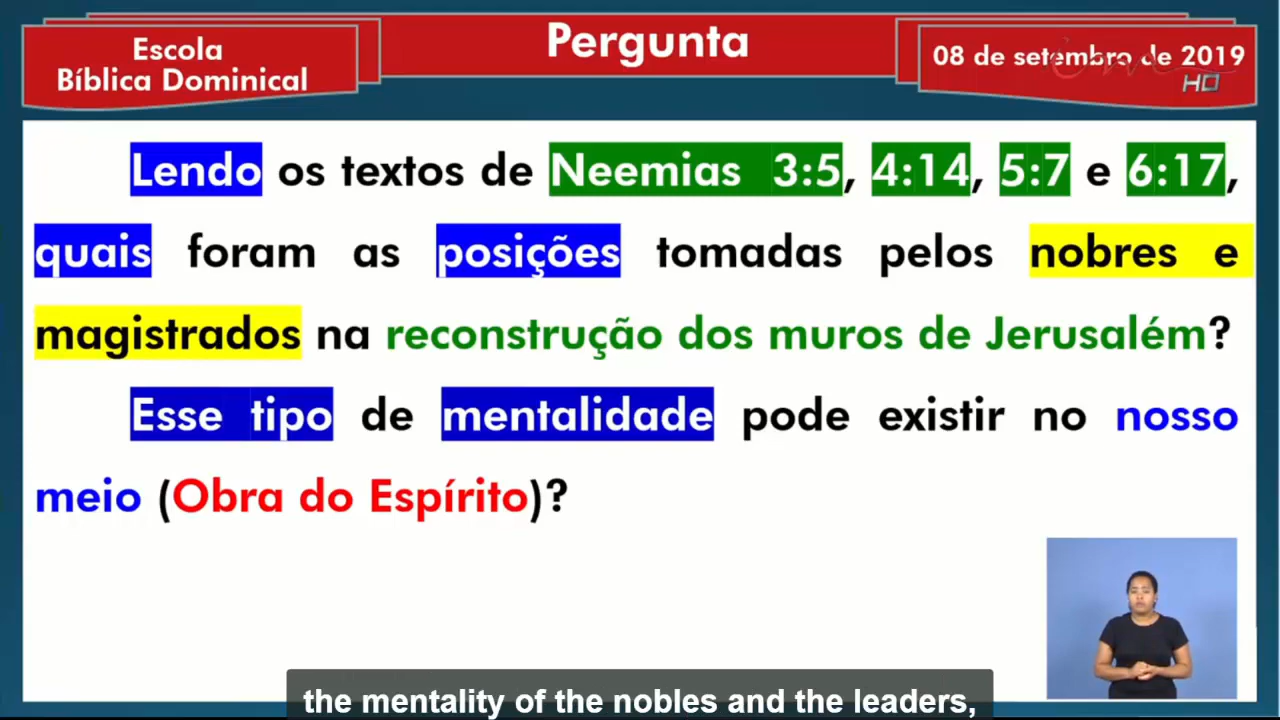 Escola
Bíblica Dominical
Pergunta
08 de setembro de 2019
HD
Lendo os textos de Neemias 3:5, 4:14, 5:7 e 6:17,
quais foram as posições tomadas pelos nobres e
magistrados na reconstrução dos muros de Jerusalém?
Esse tipo de mentalidade pode existir no nosso
meio (Obra do Espírito)?
the mentality of the nobles and the leaders,